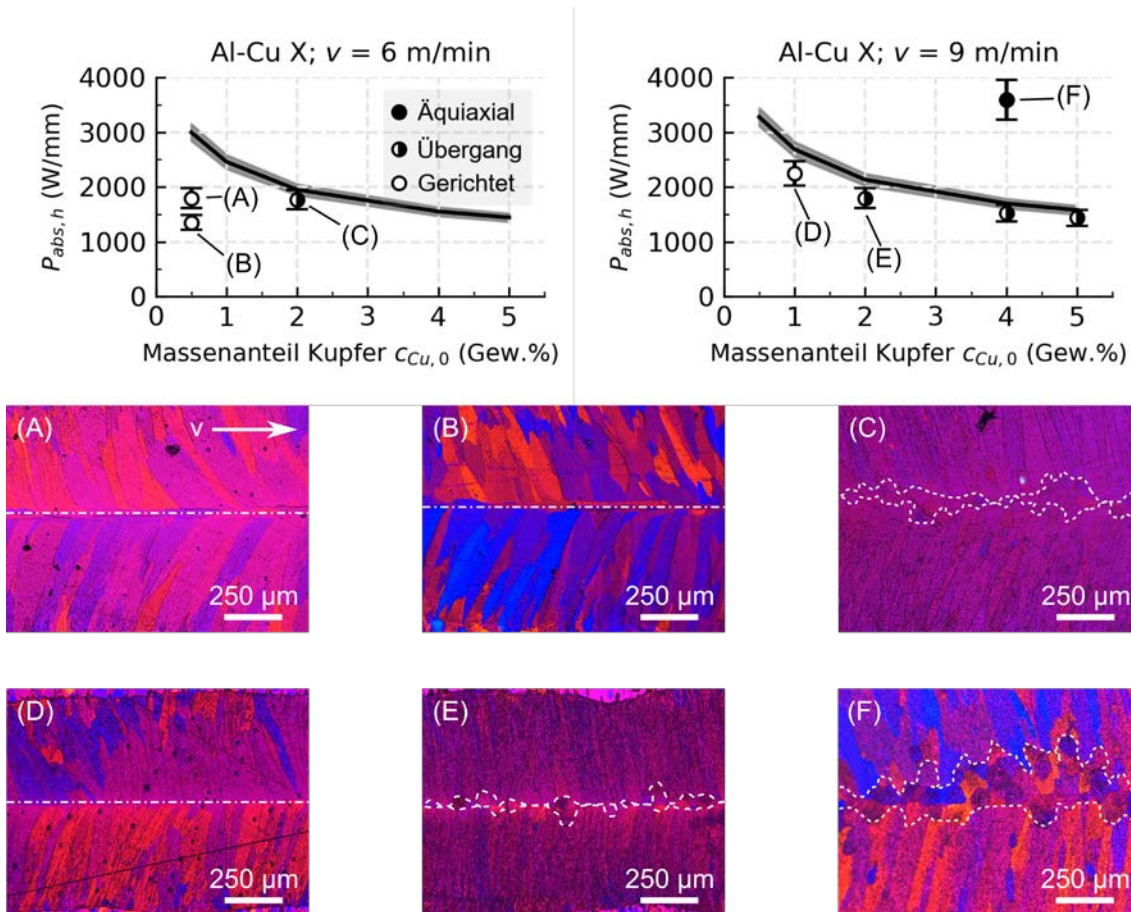 Al-Cu X; v = 6 m/min
4000
3000
2000
1000
0
P_abs,h (W/mm)
Äquiaxial
Übergang
Gerichtet
(A)
(B)
(C)
0 1 2 3 4 5
Massenanteil Kupfer c_Cu,0 (Gew.%)
Al-Cu X; v = 9 m/min
4000
3000
2000
1000
0
P_abs,h (W/mm)
(F)
(D)
(E)
0 1 2 3 4 5
Massenanteil Kupfer c_Cu,0 (Gew.%)
(A)
v
250 µm
(B)
250 µm
(C)
250 µm
(D)
250 µm
(E)
250 µm
(F)
250 µm